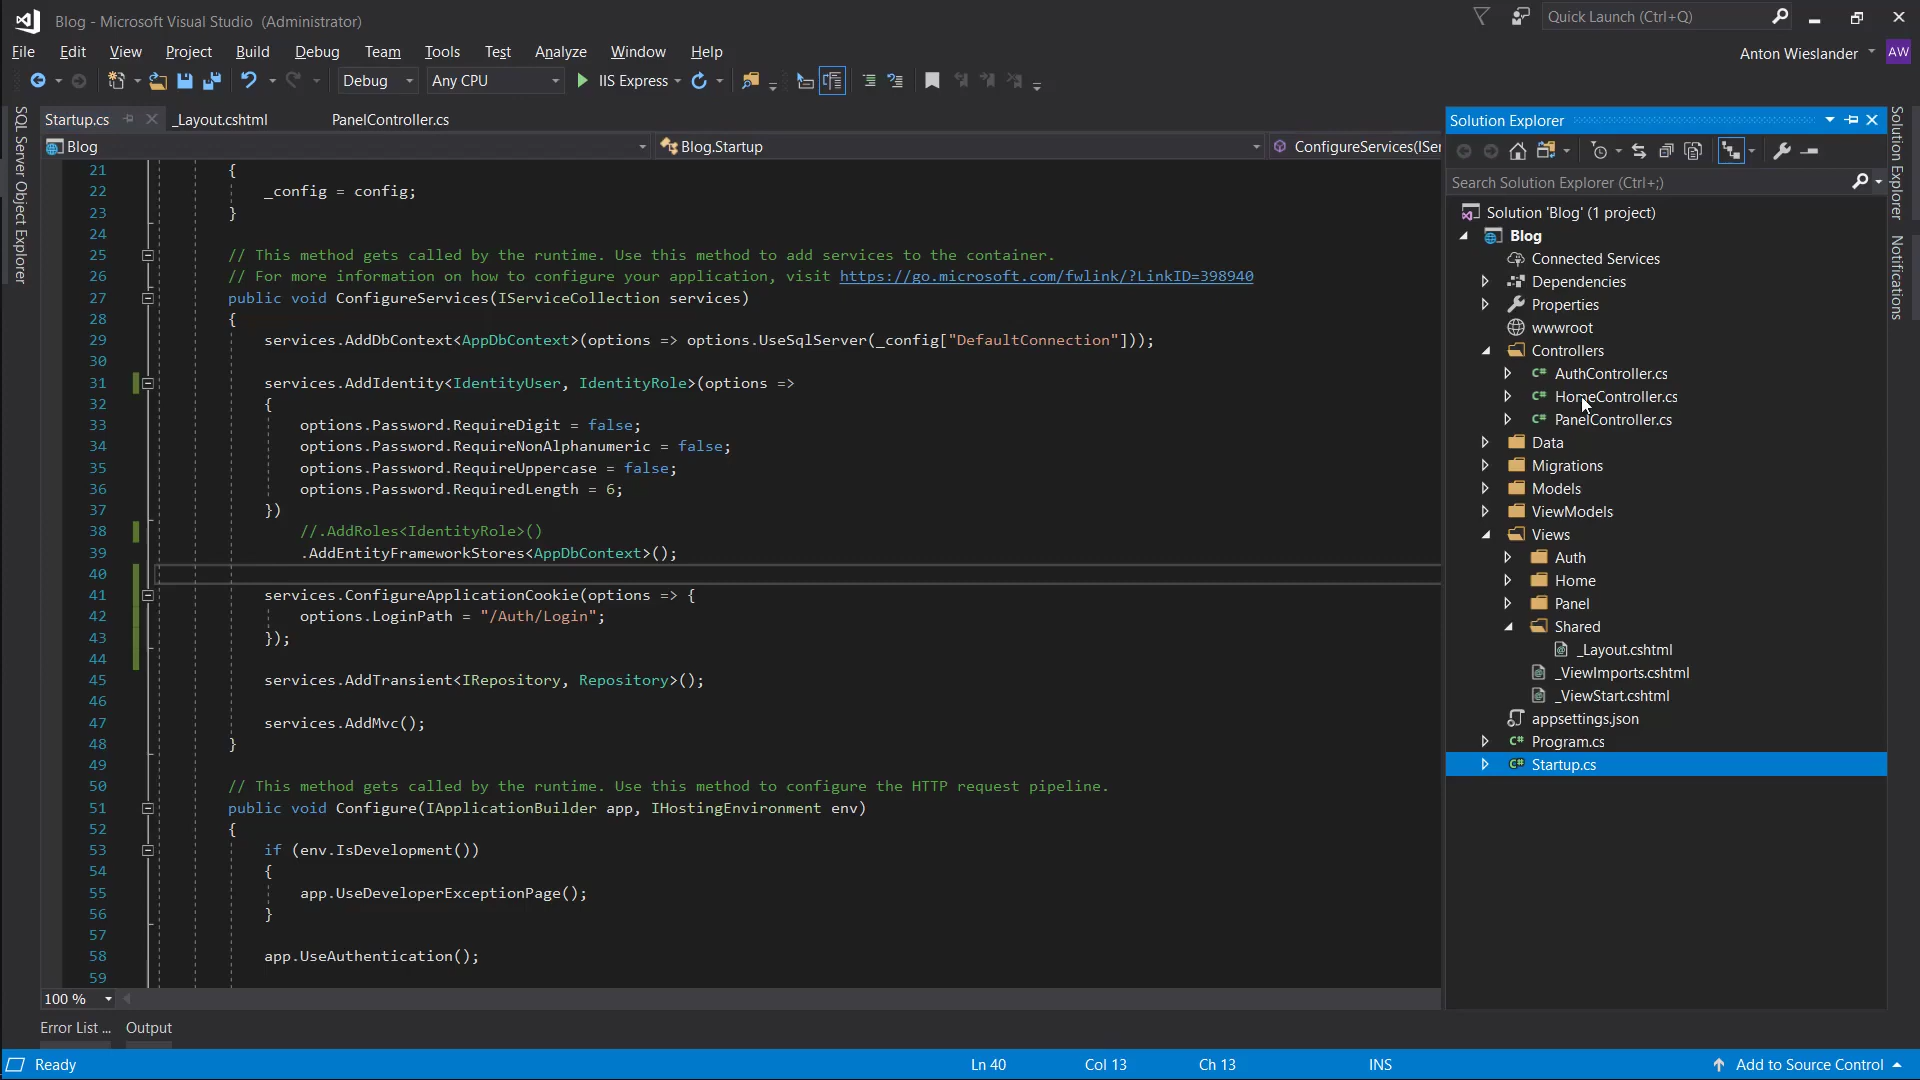 Blog - Microsoft Visual Studio (Administrator)
Quick Launch (Ctrl+Q)
File Edit View Project Build Debug Team Tools Test Analyze Window Help
Anton Wieslander AW
Debug Any CPU IIS Express
SQL Server Object Explorer
Startup.cs _Layout.cshtml PanelController.cs
Blog Blog.Startup ConfigureServices(ISer
21 {
22 _config = config;
23 }
24
25 // This method gets called by the runtime. Use this method to add services to the container.
26 // For more information on how to configure your application, visit https://go.microsoft.com/fwlink/?LinkID=398940
27 public void ConfigureServices(IServiceCollection services)
28 {
29 services.AddDbContext<AppDbContext>(options => options.UseSqlServer(_config["DefaultConnection"]));
30
31 services.AddIdentity<IdentityUser, IdentityRole>(options =>
32 {
33 options.Password.RequireDigit = false;
34 options.Password.RequireNonAlphanumeric = false;
35 options.Password.RequireUppercase = false;
36 options.Password.RequiredLength = 6;
37 })
38 //.AddRoles<IdentityRole>()
39 .AddEntityFrameworkStores<AppDbContext>();
40
41 services.ConfigureApplicationCookie(options => {
42 options.LoginPath = "/Auth/Login";
43 });
44
45 services.AddTransient<IRepository, Repository>();
46
47 services.AddMvc();
48 }
49
50 // This method gets called by the runtime. Use this method to configure the HTTP request pipeline.
51 public void Configure(IApplicationBuilder app, IHostingEnvironment env)
52 {
53 if (env.IsDevelopment())
54 {
55 app.UseDeveloperExceptionPage();
56 }
57
58 app.UseAuthentication();
59
100 %
Error List ... Output
Solution Explorer
Search Solution Explorer (Ctrl+;)
Solution 'Blog' (1 project)
Blog
Connected Services
Dependencies
Properties
wwwroot
Controllers
C# AuthController.cs
C# HomeController.cs
C# PanelController.cs
Data
Migrations
Models
ViewModels
Views
Auth
Home
Panel
Shared
_Layout.cshtml
_ViewImports.cshtml
_ViewStart.cshtml
appsettings.json
C# Program.cs
C# Startup.cs
Solution Explorer
Notifications
Ready Ln 40 Col 13 Ch 13 INS Add to Source Control